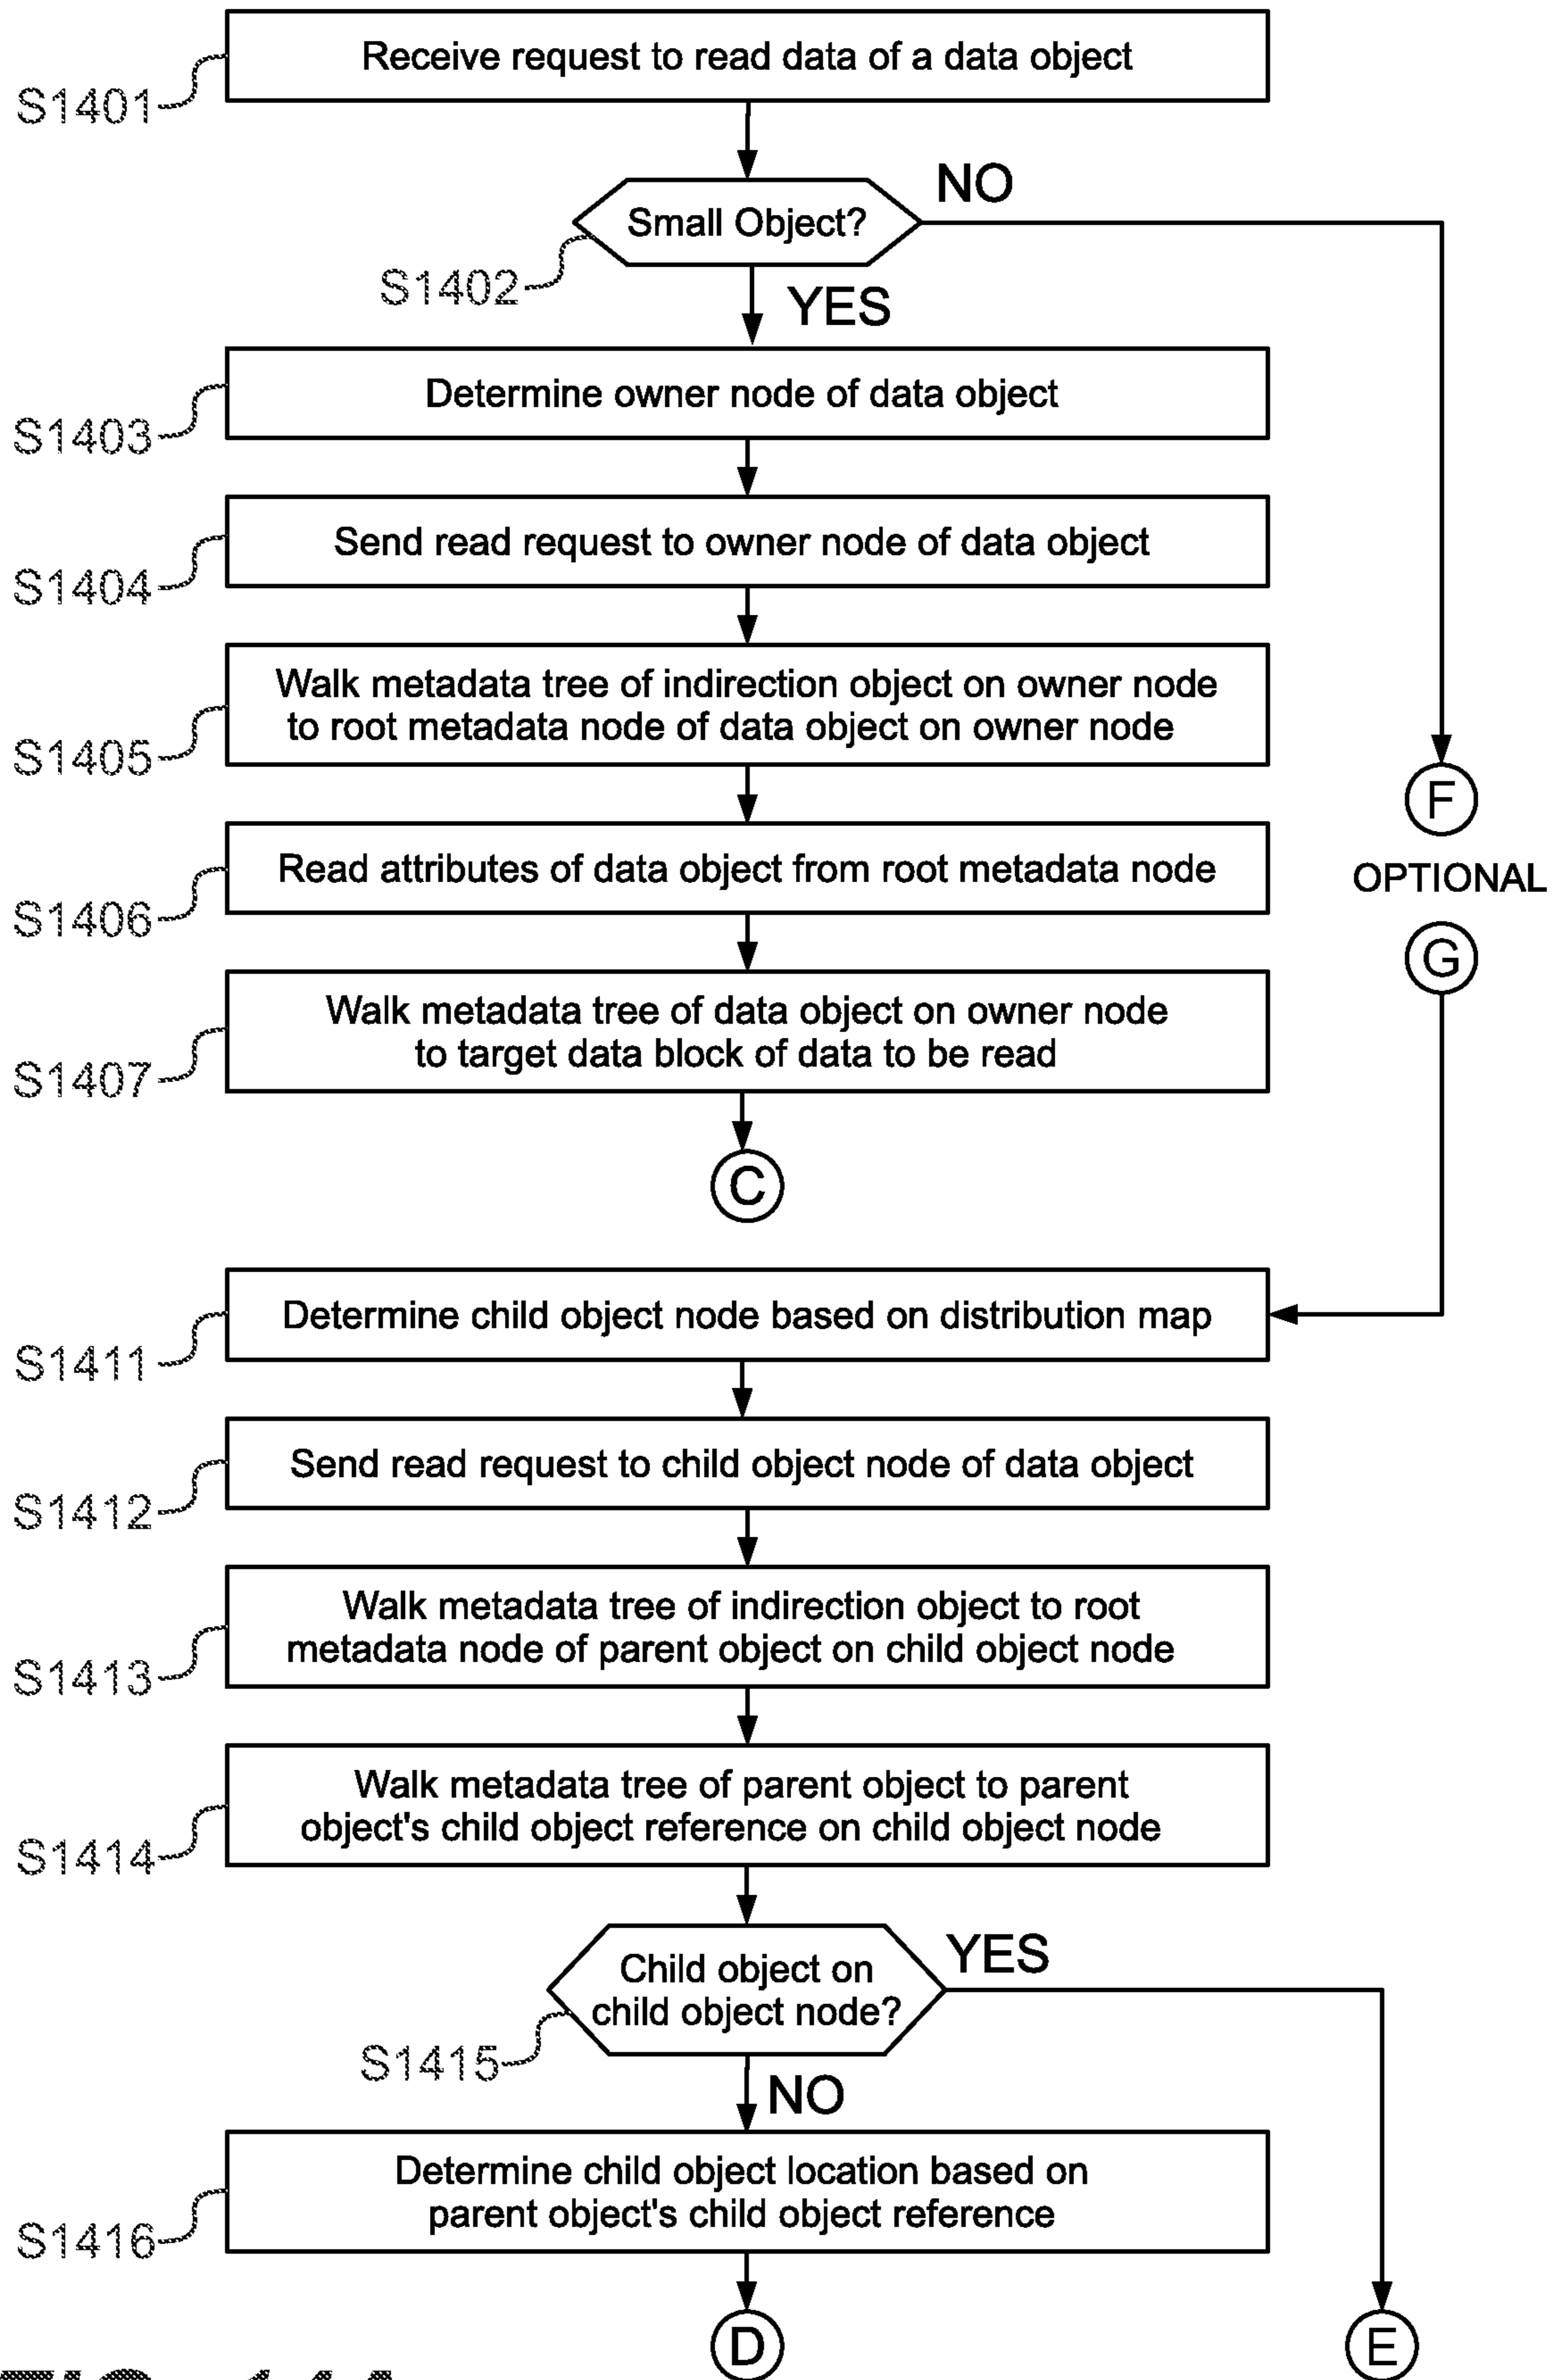 Receive request to read data of a data object
S1401
NO
Small Object?
S1402
YES
Determine owner node of data object
S1403
Send read request to owner node of data object
S1404
Walk metadata tree of indirection object on owner node
to root metadata node of data object on owner node
S1405
F
Read attributes of data object from root metadata node
OPTIONAL
S1406
G
Walk metadata tree of data object on owner node
to target data block of data to be read
S1407
C
Determine child object node based on distribution map
S1411
Send read request to child object node of data object
S1412
Walk metadata tree of indirection object to root
metadata node of parent object on child object node
S1413
Walk metadata tree of parent object to parent
object's child object reference on child object node
S1414
YES
Child object on
child object node?
S1415
NO
Determine child object location based on
parent object's child object reference
S1416
D
E